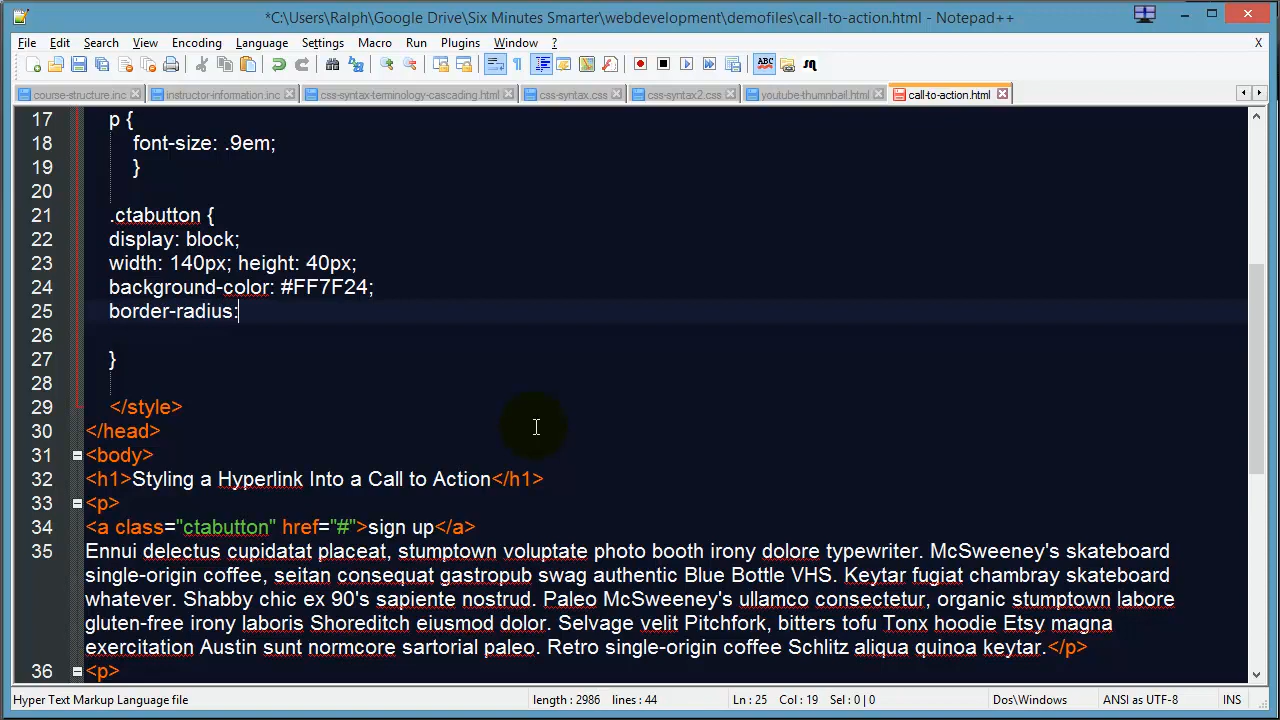 *C:\Users\Ralph\Google Drive\Six Minutes Smarter\webdevelopment\demofiles\call-to-action.html - Notepad++
File Edit Search View Encoding Language Settings Macro Run Plugins Window ? X
course-structure.inc instructor-information.inc css-syntax-terminology-cascading.html css-syntax.css css-syntax2.css youtube-thumnbail.html call-to-action.html
17 p {
18 font-size: .9em;
19 }
20
21 .ctabutton {
22 display: block;
23 width: 140px; height: 40px;
24 background-color: #FF7F24;
25 border-radius:
26
27 }
28
29 </style>
30 </head>
31 <body>
32 <h1>Styling a Hyperlink Into a Call to Action</h1>
33 <p>
34 <a class="ctabutton" href="#">sign up</a>
35 Ennui delectus cupidatat placeat, stumptown voluptate photo booth irony dolore typewriter. McSweeney's skateboard
single-origin coffee, seitan consequat gastropub swag authentic Blue Bottle VHS. Keytar fugiat chambray skateboard
whatever. Shabby chic ex 90's sapiente nostrud. Paleo McSweeney's ullamco consectetur, organic stumptown labore
gluten-free irony laboris Shoreditch eiusmod dolor. Selvage velit Pitchfork, bitters tofu Tonx hoodie Etsy magna
exercitation Austin sunt normcore sartorial paleo. Retro single-origin coffee Schlitz aliqua quinoa keytar.</p>
36 <p>
Hyper Text Markup Language file length : 2986 lines : 44 Ln : 25 Col : 19 Sel : 0 | 0 Dos\Windows ANSI as UTF-8 INS